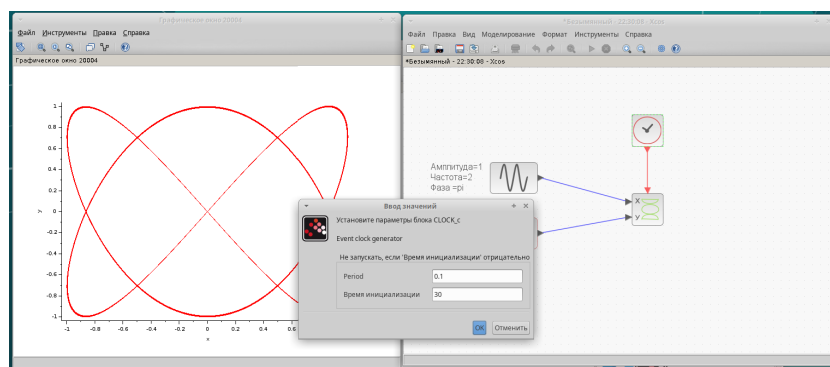 Графическое окно 20004
Файл Инструменты Правка Справка
Графическое окно 20004
1
0.8
0.6
0.4
0.2
0
-0.2
-0.4
-0.6
-0.8
-1
y
-1 -0.8 -0.6 -0.4 -0.2 0 0.2 0.4 0.6
x
*Безымянный - 22:30:08 - Xcos
Файл Правка Вид Моделирование Формат Инструменты Справка
*Безымянный - 22:30:08 - Xcos
Амплитуда=1
Частота=2
Фаза =pi
X
Y
Ввод значений
Установите параметры блока CLOCK_c
Event clock generator
Не запускать, если 'Время инициализации' отрицательно
Period 0.1
Время инициализации 30
OK Отменить